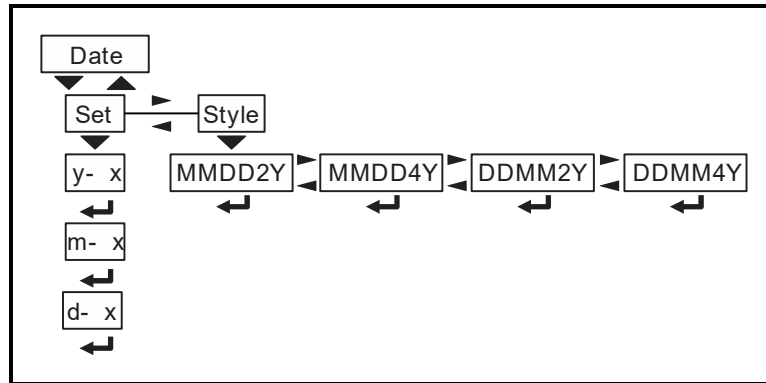 Date
Set Style
y- x MMDD2Y MMDD4Y DDMM2Y DDMM4Y
m- x
d- x